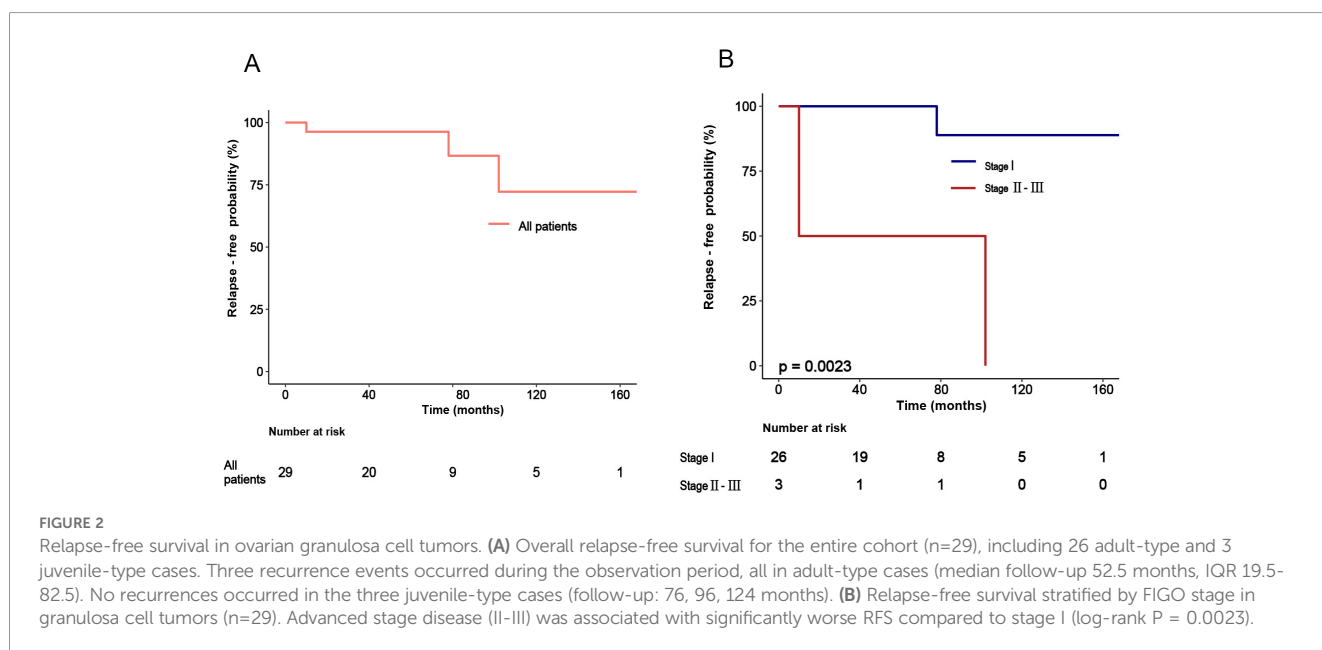 A
Relapse - free probability (%)
100
75
50
25
0
0 40 80 120 160
Time (months)
All patients
Number at risk
All patients 29 20 9 5 1
B
Relapse - free probability (%)
100
75
50
25
0
Stage I
Stage II - III
p = 0.0023
0 40 80 120 160
Time (months)
Number at risk
Stage I 26 19 8 5 1
Stage II - III 3 1 1 0 0
FIGURE 2
Relapse-free survival in ovarian granulosa cell tumors. (A) Overall relapse-free survival for the entire cohort (n=29), including 26 adult-type and 3
juvenile-type cases. Three recurrence events occurred during the observation period, all in adult-type cases (median follow-up 52.5 months, IQR 19.5-
82.5). No recurrences occurred in the three juvenile-type cases (follow-up: 76, 96, 124 months). (B) Relapse-free survival stratified by FIGO stage in
granulosa cell tumors (n=29). Advanced stage disease (II-III) was associated with significantly worse RFS compared to stage I (log-rank P = 0.0023).